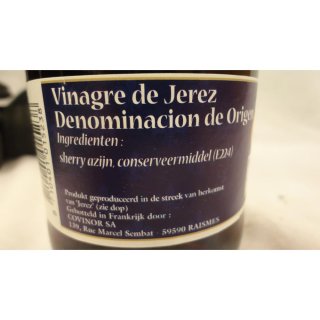 Vinagre de Jerez
Denominacion de Orige
Ingredienten :
sherry azijn, conserveermiddel (E224)
Produkt geproduceerd in de streek van herkomst
van 'Jerez' (zie dop)
Gebotteld in Frankrijk door :
COVINOR SA
139, Rue Marcel Sembat - 59590 RAISMES